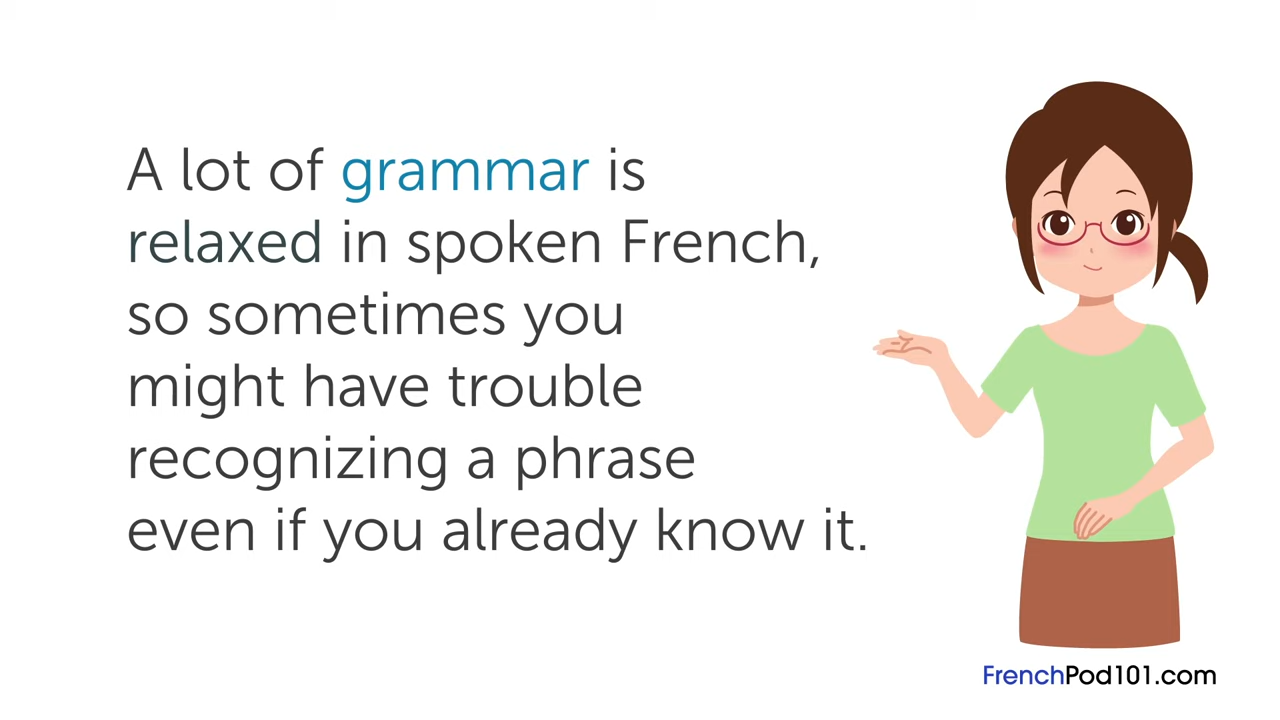 A lot of grammar is
relaxed in spoken French,
so sometimes you
might have trouble
recognizing a phrase
even if you already know it.
FrenchPod101.com